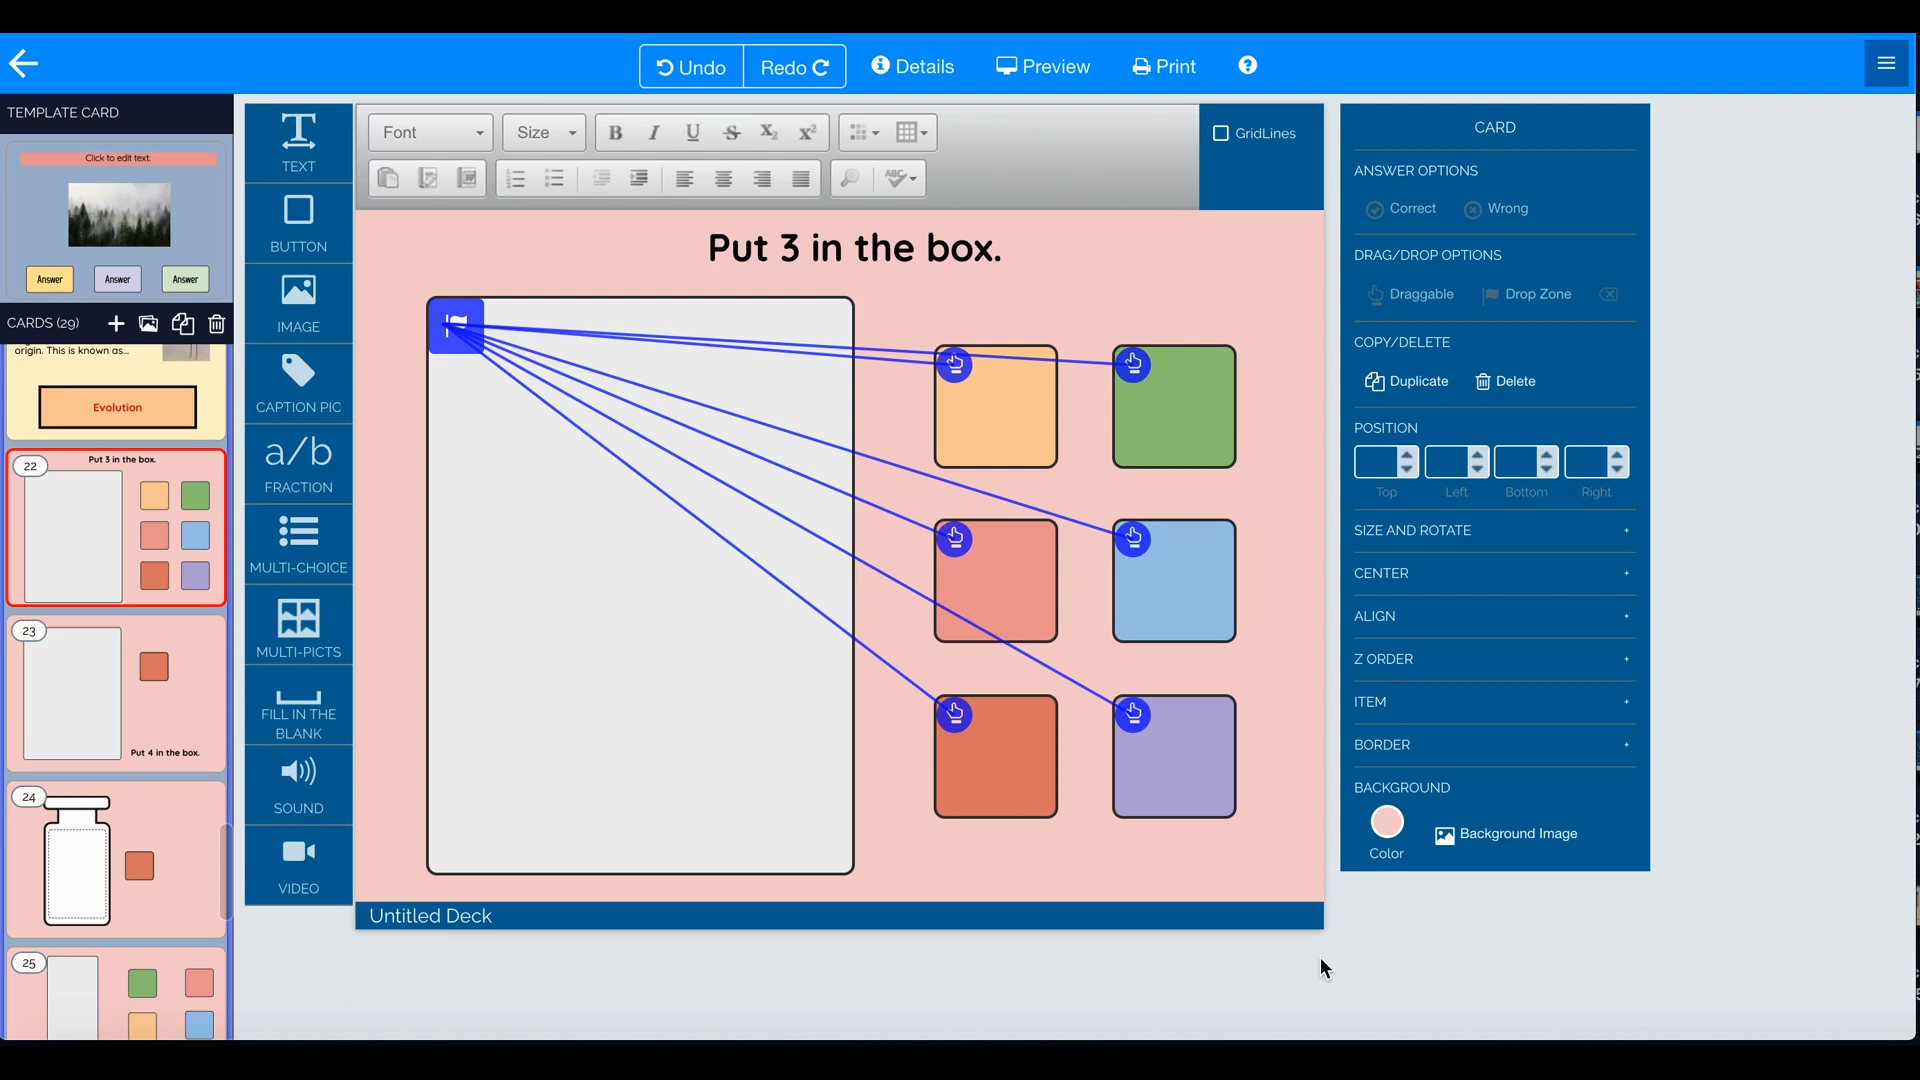 Undo
Redo
Details
Preview
Print
?
TEMPLATE CARD
Click to edit text.
Answer
Answer
Answer
CARDS (29)
origin. This is known as...
Evolution
22
Put 3 in the box.
23
Put 4 in the box.
24
25
TEXT
BUTTON
IMAGE
CAPTION PIC
a/b
FRACTION
MULTI-CHOICE
MULTI-PICTS
FILL IN THE
BLANK
SOUND
VIDEO
Font
Size
B I U S X₂ X²
ABC
GridLines
Put 3 in the box.
Untitled Deck
CARD
ANSWER OPTIONS
Correct
Wrong
DRAG/DROP OPTIONS
Draggable
Drop Zone
COPY/DELETE
Duplicate
Delete
POSITION
Top
Left
Bottom
Right
SIZE AND ROTATE +
CENTER +
ALIGN +
Z ORDER +
ITEM +
BORDER +
BACKGROUND
Color
Background Image